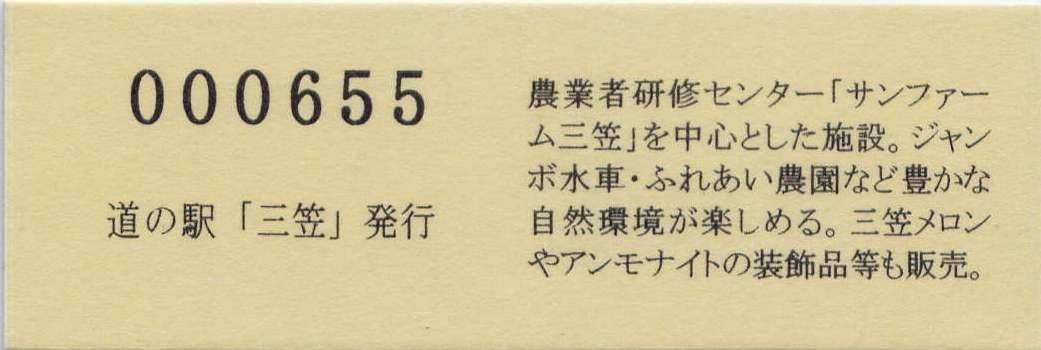 000655
道の駅「三笠」発行
農業者研修センター「サンファー
ム三笠」を中心とした施設。ジャン
ボ水車・ふれあい農園など豊かな
自然環境が楽しめる。三笠メロン
やアンモナイトの装飾品等も販売。